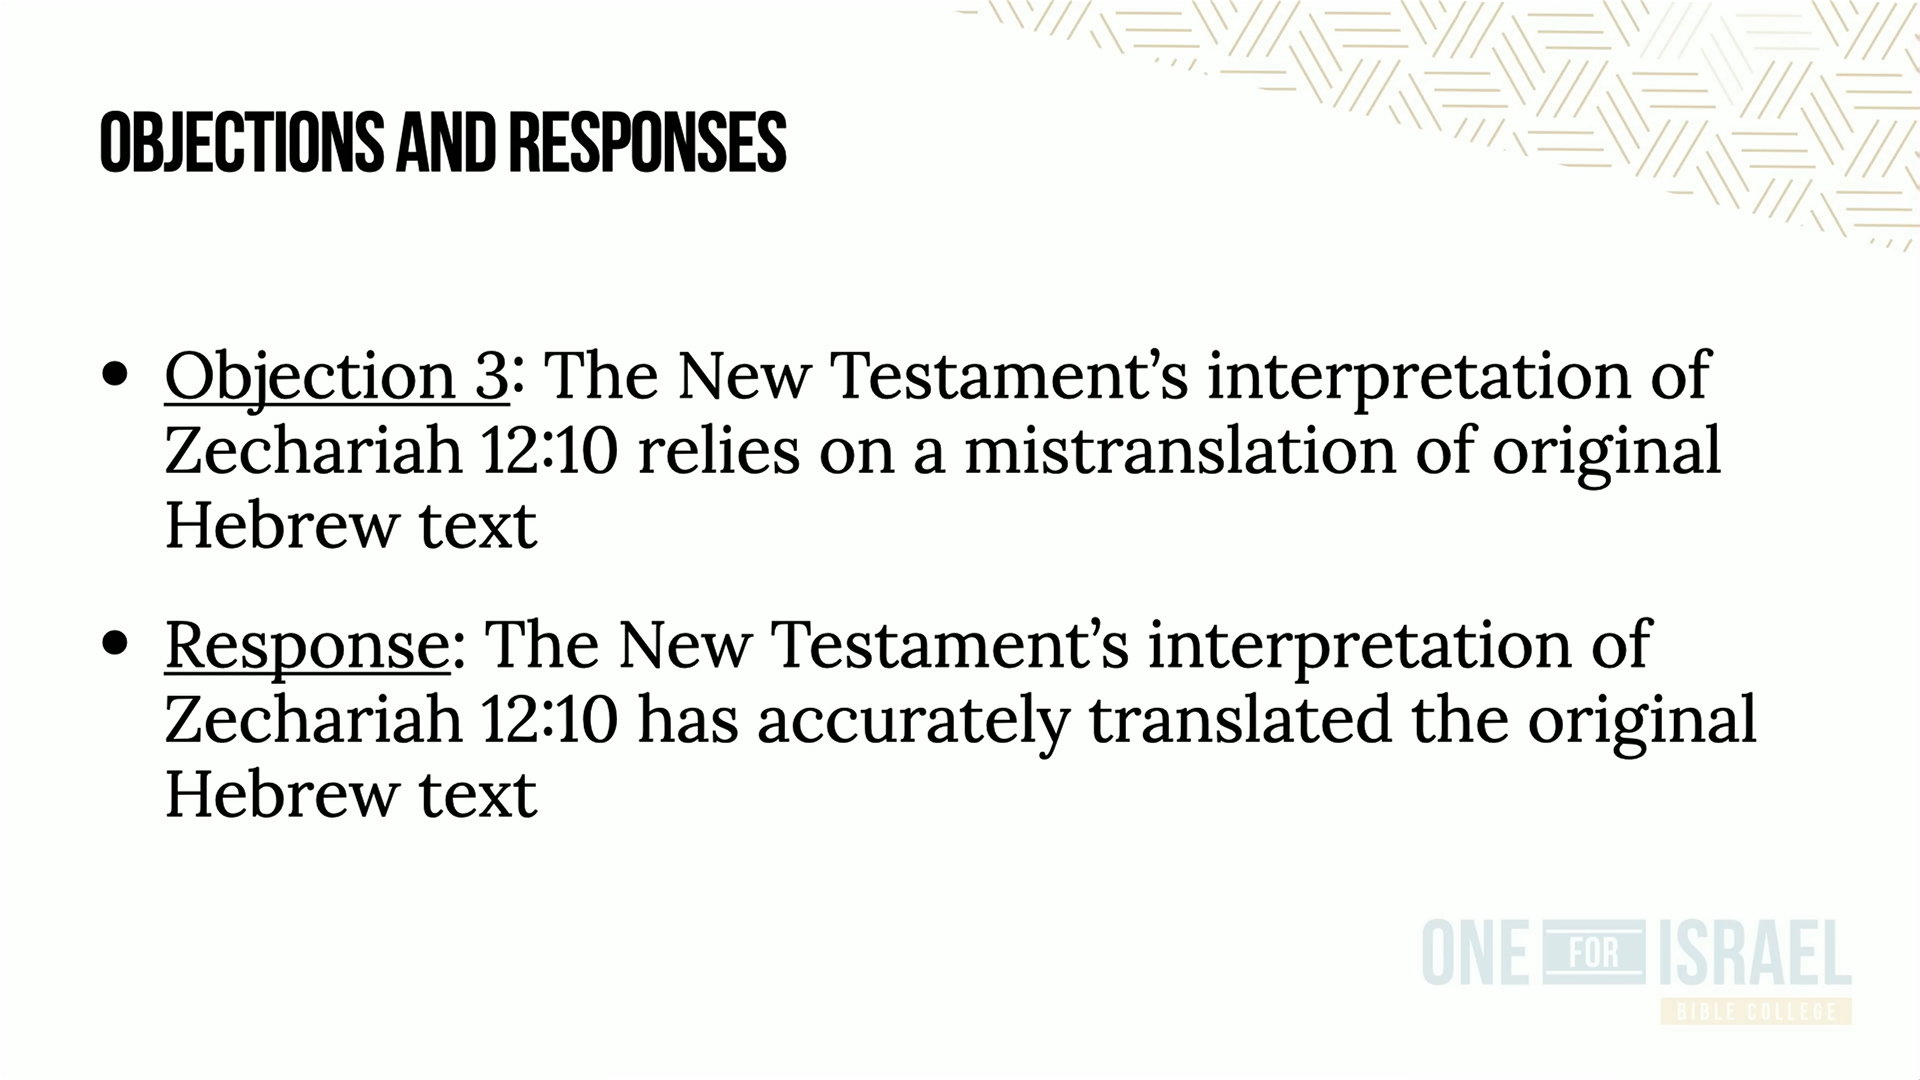 OBJECTIONS AND RESPONSES
• Objection 3: The New Testament’s interpretation of
Zechariah 12:10 relies on a mistranslation of original
Hebrew text
• Response: The New Testament’s interpretation of
Zechariah 12:10 has accurately translated the original
Hebrew text
ONE FOR ISRAEL
BIBLE COLLEGE